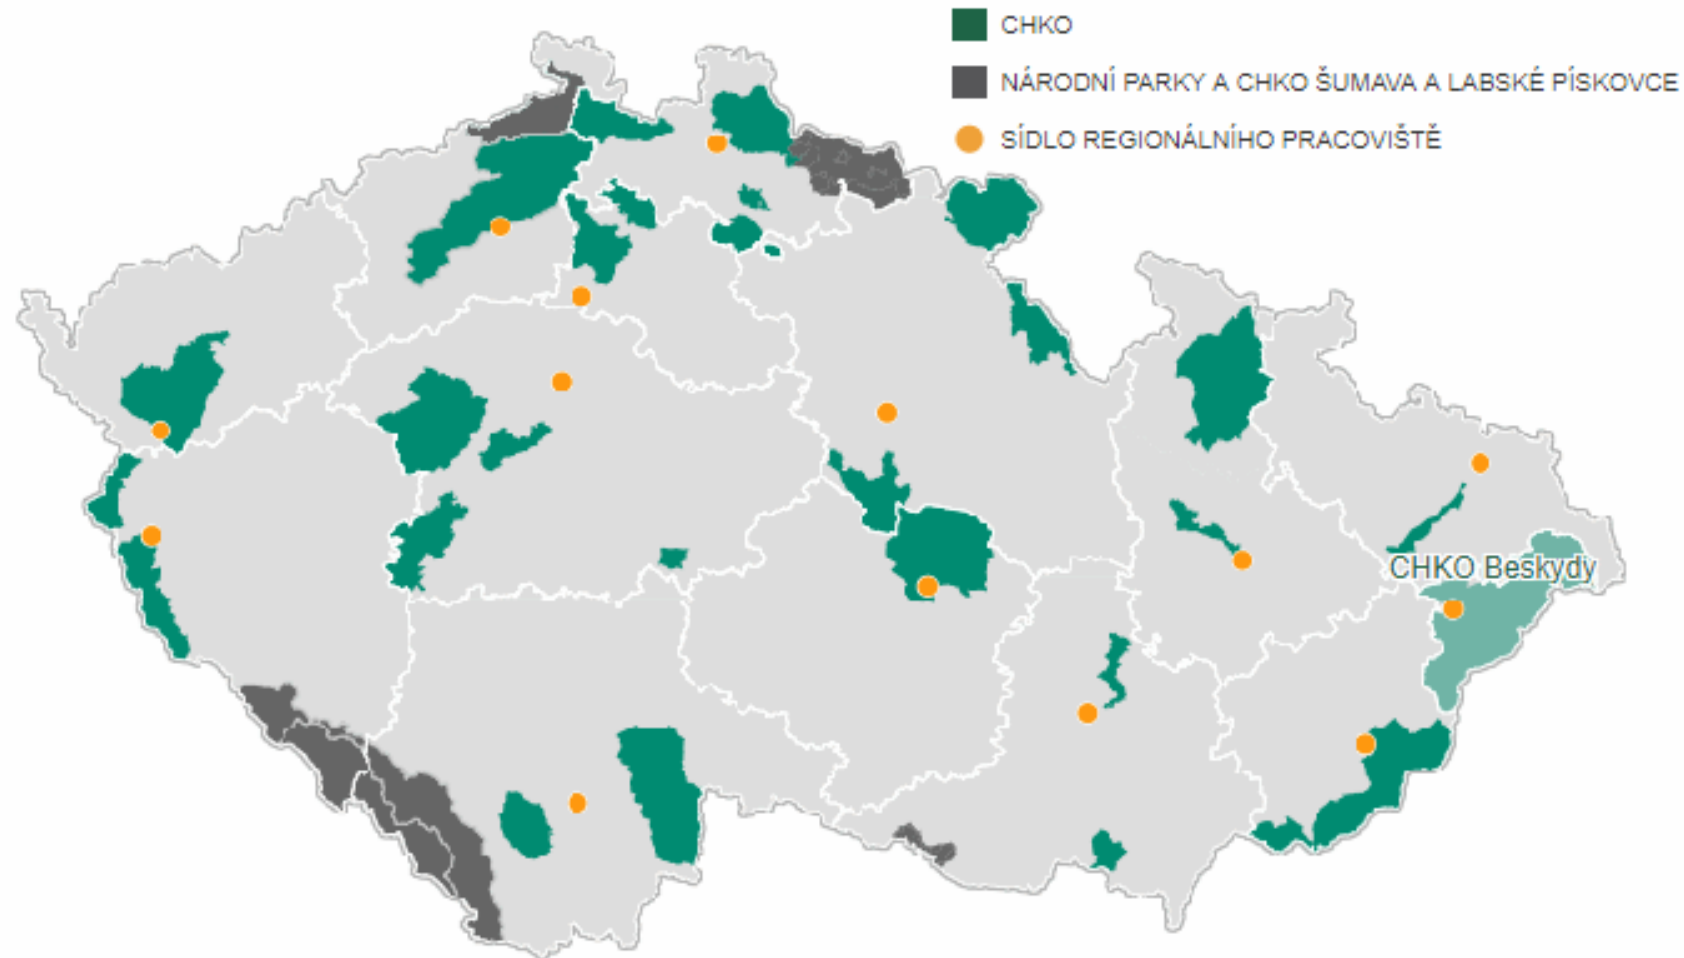 CHKO
NÁRODNÍ PARKY A CHKO ŠUMAVA A LABSKÉ PÍSKOVCE
SÍDLO REGIONÁLNÍHO PRACOVIŠTĚ
CHKO Beskydy